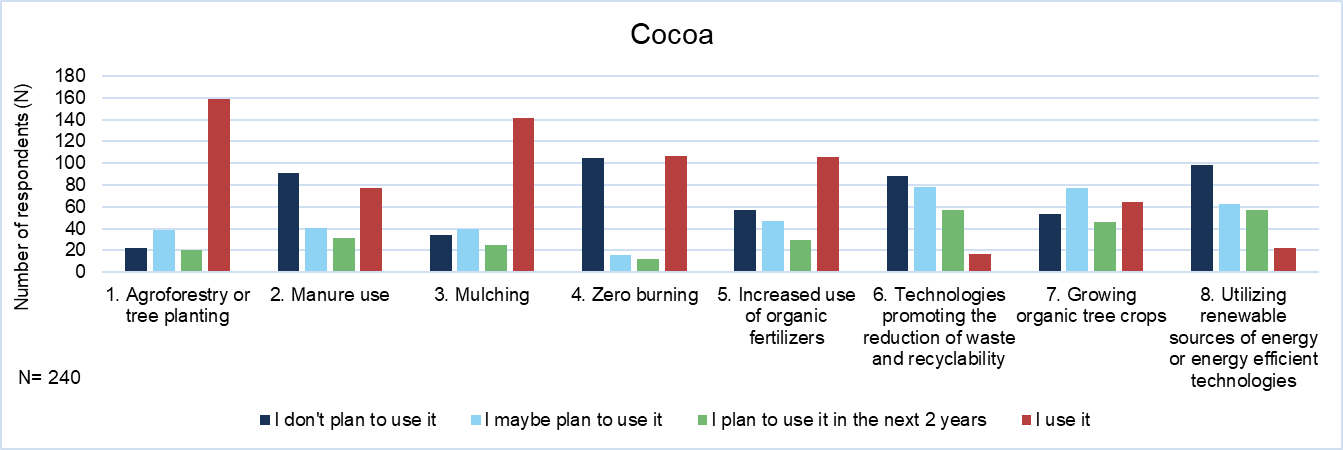 Cocoa
Number of respondents (N)
180
160
140
120
100
80
60
40
20
0
1. Agroforestry or
tree planting
2. Manure use
3. Mulching
4. Zero burning
5. Increased use
of organic
fertilizers
6. Technologies
promoting the
reduction of waste
and recyclability
7. Growing
organic tree crops
8. Utilizing
renewable
sources of energy
or energy efficient
technologies
N= 240
I don't plan to use it
I maybe plan to use it
I plan to use it in the next 2 years
I use it